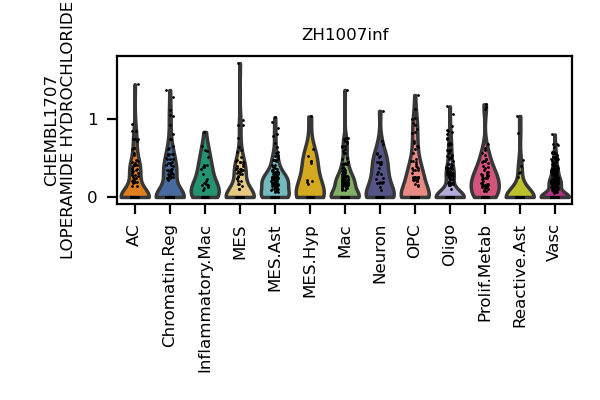 ZH1007inf
CHEMBL1707
LOPERAMIDE HYDROCHLORIDE
1
0
AC
Chromatin.Reg
Inflammatory.Mac
MES
MES.Ast
MES.Hyp
Mac
Neuron
OPC
Oligo
Prolif.Metab
Reactive.Ast
Vasc